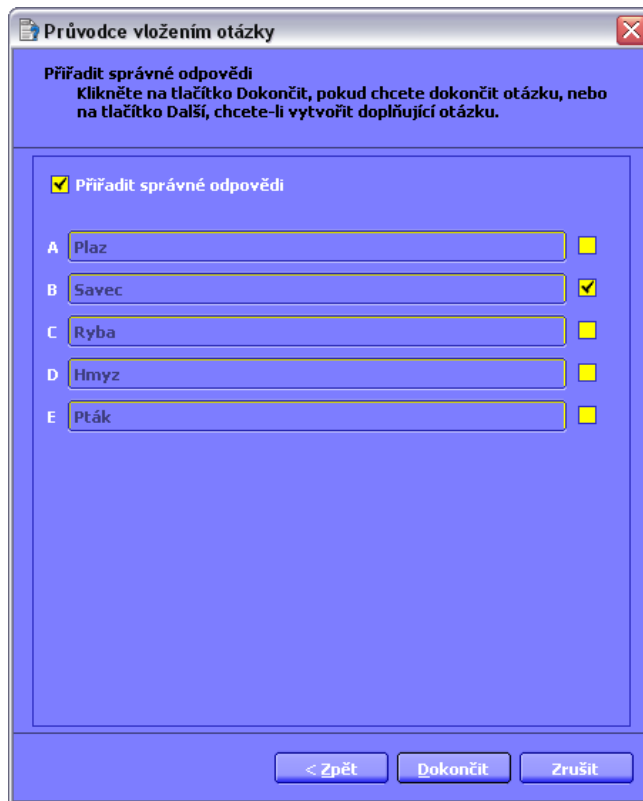 Průvodce vložením otázky
Přiřadit správné odpovědi
Klikněte na tlačítko Dokončit, pokud chcete dokončit otázku, nebo
na tlačítko Další, chcete-li vytvořit doplňující otázku.
Přiřadit správné odpovědi
A Plaz
B Savec
C Ryba
D Hmyz
E Pták
< Zpět Dokončit Zrušit